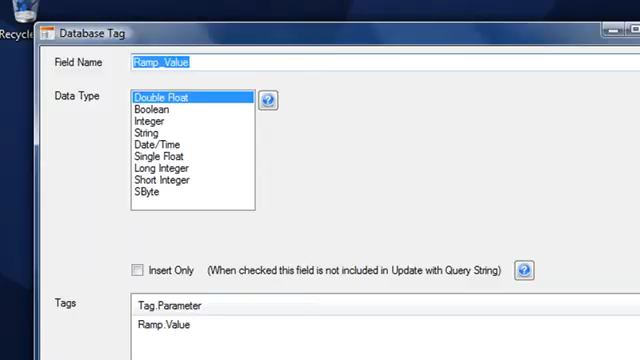 Recycle
Database Tag
Field Name
Ramp_Value
Data Type
Double Float
Boolean
Integer
String
Date/Time
Single Float
Long Integer
Short Integer
SByte
Insert Only (When checked this field is not included in Update with Query String)
Tags
Tag.Parameter
Ramp.Value